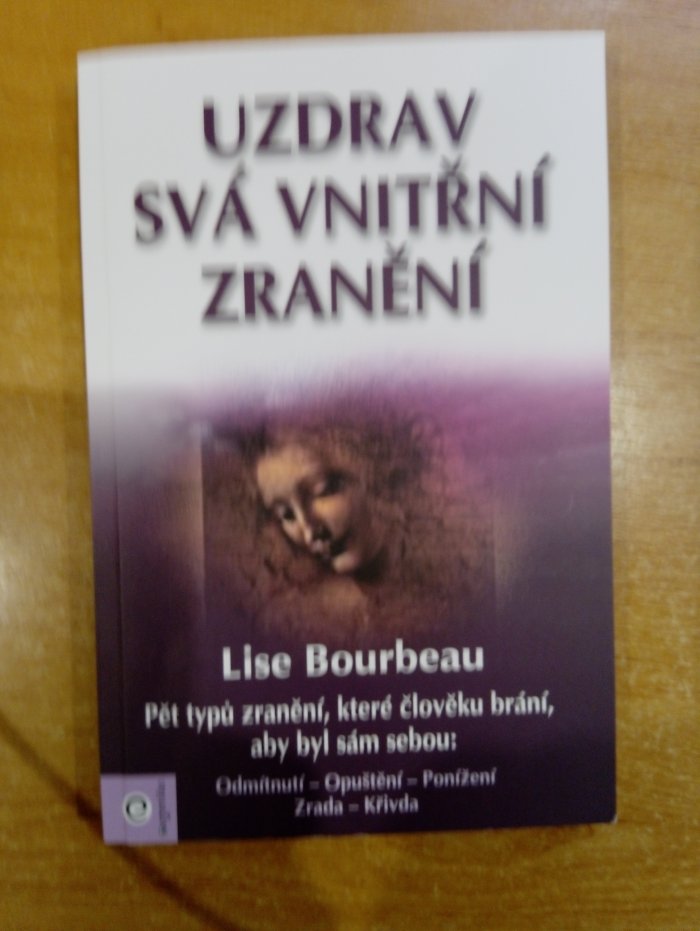 UZDRAV
SVÁ VNITŘNÍ
ZRANĚNÍ
Lise Bourbeau
Pět typů zranění, které člověku brání,
aby byl sám sebou:
Odmítnutí – Opuštění – Ponížení
Zrada – Křivda